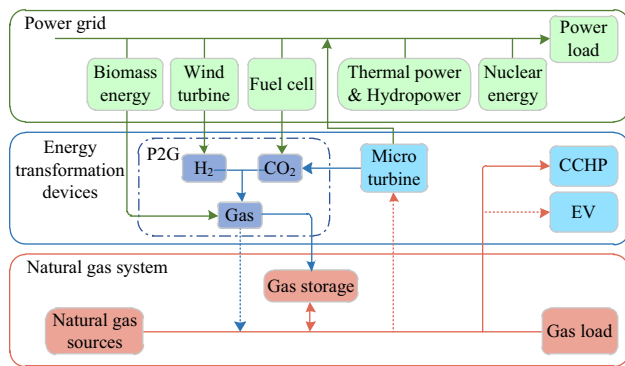 Power grid
Power
load
Biomass
energy
Wind
turbine
Fuel cell
Thermal power
& Hydropower
Nuclear
energy
Energy
transformation
devices
P2G
H₂
CO₂
Micro
turbine
CCHP
Gas
EV
Natural gas system
Gas storage
Natural gas
sources
Gas load